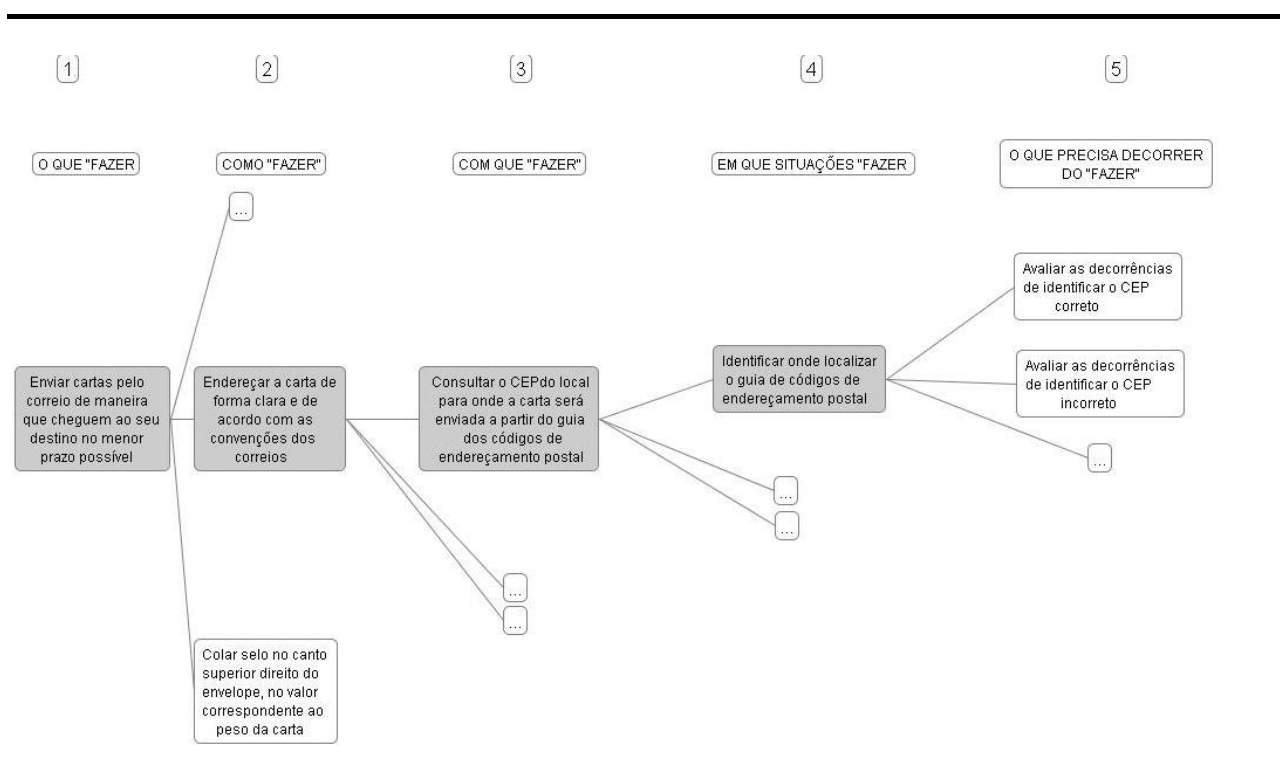 1
2
3
4
5
O QUE "FAZER
COMO "FAZER"
COM QUE "FAZER"
EM QUE SITUAÇÕES "FAZER
O QUE PRECISA DECORRER
DO "FAZER"
...
Enviar cartas pelo
correio de maneira
que cheguem ao seu
destino no menor
prazo possível
Endereçar a carta de
forma clara e de
acordo com as
convenções dos
correios
Colar selo no canto
superior direito do
envelope, no valor
correspondente ao
peso da carta
Consultar o CEPdo local
para onde a carta será
enviada a partir do guia
dos códigos de
endereçamento postal
...
...
Identificar onde localizar
o guia de códigos de
endereçamento postal
...
...
Avaliar as decorrências
de identificar o CEP
correto
Avaliar as decorrências
de identificar o CEP
incorreto
...